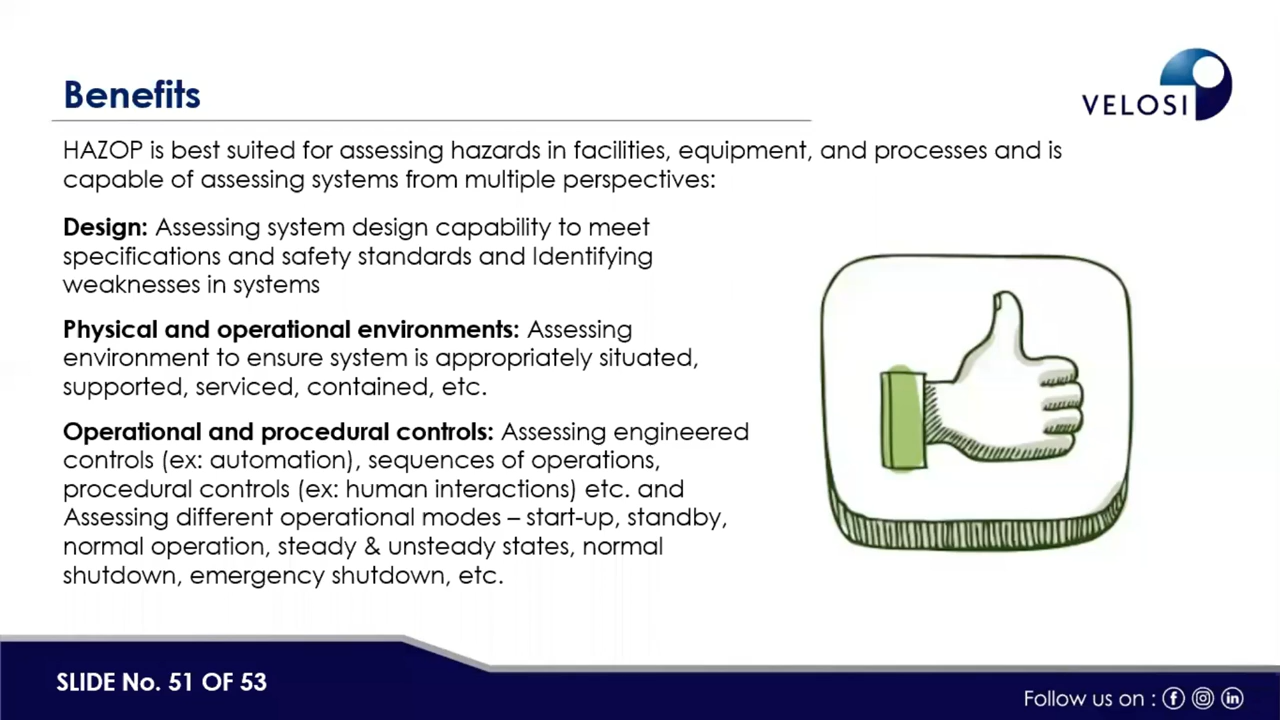 Benefits
VELOSI
HAZOP is best suited for assessing hazards in facilities, equipment, and processes and is
capable of assessing systems from multiple perspectives:
Design: Assessing system design capability to meet
specifications and safety standards and Identifying
weaknesses in systems
Physical and operational environments: Assessing
environment to ensure system is appropriately situated,
supported, serviced, contained, etc.
Operational and procedural controls: Assessing engineered
controls (ex: automation), sequences of operations,
procedural controls (ex: human interactions) etc. and
Assessing different operational modes – start-up, standby,
normal operation, steady & unsteady states, normal
shutdown, emergency shutdown, etc.
SLIDE No. 51 OF 53
Follow us on :